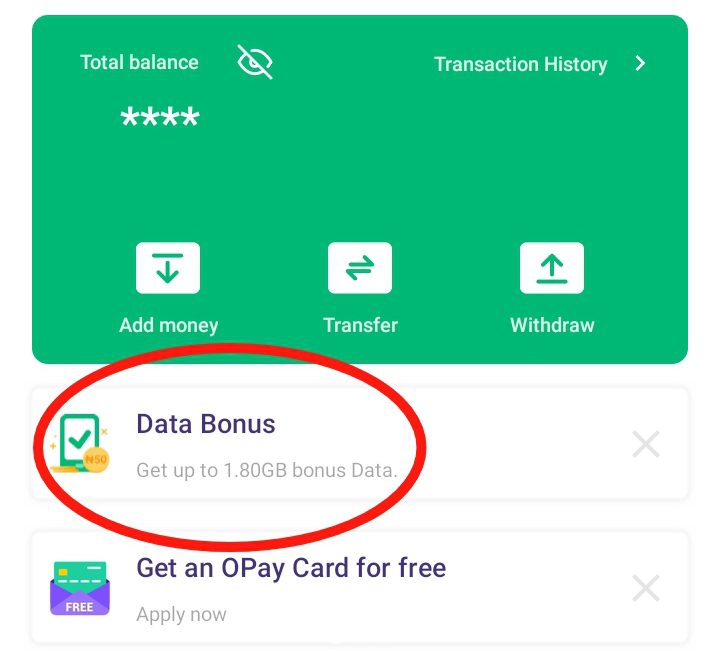 Total balance
Transaction History
****
Add money
Transfer
Withdraw
Data Bonus
₦50
Get up to 1.80GB bonus Data.
Get an OPay Card for free
FREE
Apply now